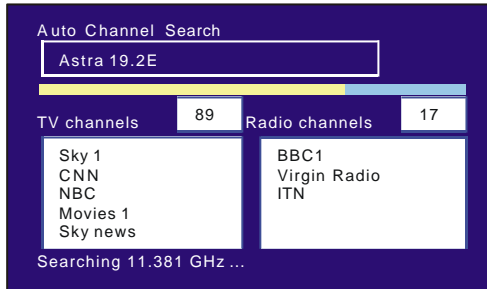 Auto Channel Search
Astra 19.2E
TV channels 89 Radio channels 17
Sky 1
CNN
NBC
Movies 1
Sky news
BBC1
Virgin Radio
ITN
Searching 11.381 GHz ...